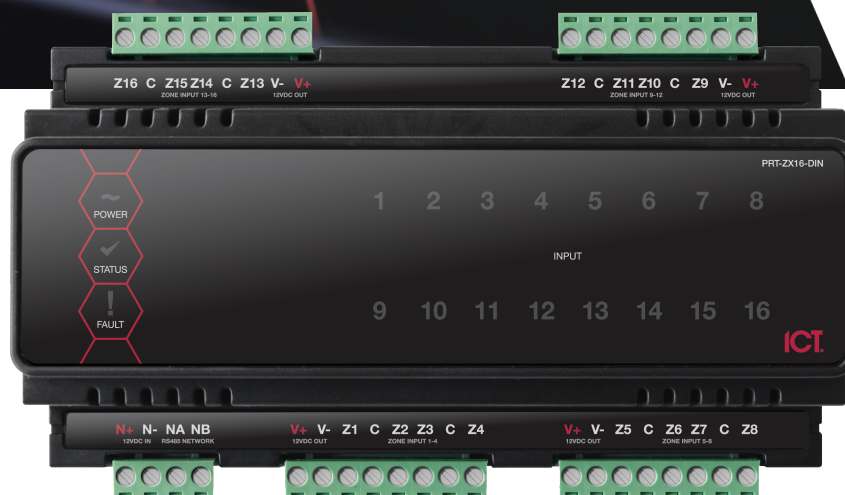 Z16 C Z15 Z14 C Z13 V- V+
ZONE INPUT 13-16 12VDC OUT
Z12 C Z11 Z10 C Z9 V- V+
ZONE INPUT 9-12 12VDC OUT
PRT-ZX16-DIN
~
POWER
STATUS
!
FAULT
1 2 3 4 5 6 7 8
INPUT
9 10 11 12 13 14 15 16
ICT
N+ N- NA NB
12VDC IN RS485 NETWORK
V+ V- Z1 C Z2 Z3 C Z4
12VDC OUT ZONE INPUT 1-4
V+ V- Z5 C Z6 Z7 C Z8
12VDC OUT ZONE INPUT 5-8